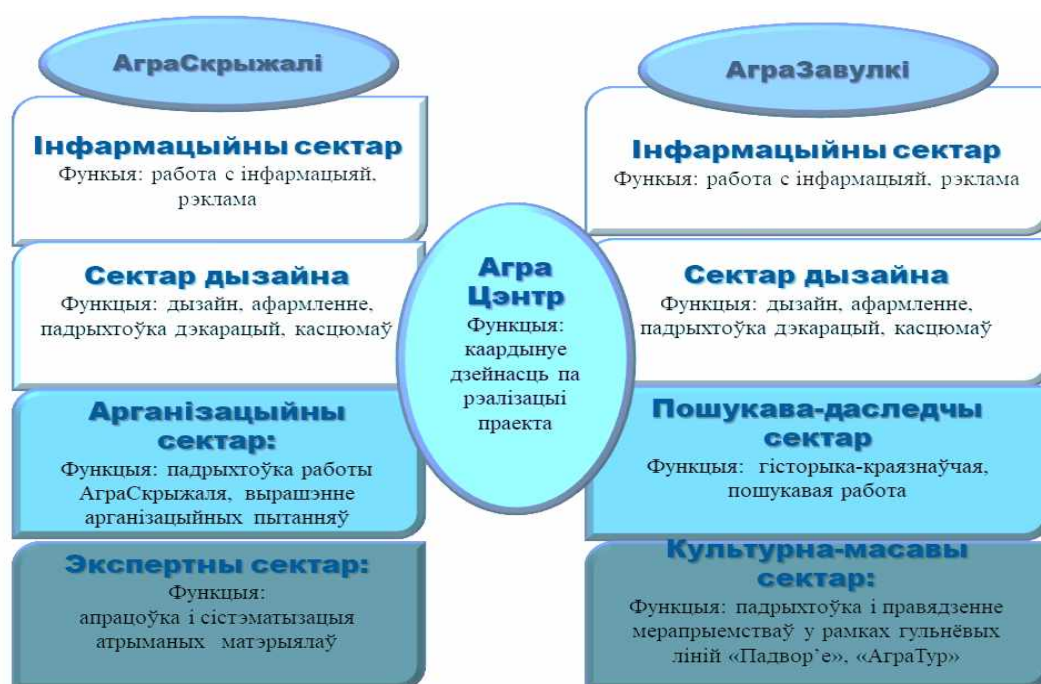 АграСкрыжалі
Інфармацыйны сектар
Функыя: работа с інфармацыяй,
рэклама
Сектар дызайна
Функцыя: дызайн, афармленне,
падрыхтоўка дэкарацый, касцюмаў
Арганізацыйны
сектар:
Функцыя: падрыхтоўка работы
АграСкрыжаля, вырашэнне
арганізацыйных пытанняў
Экспертны сектар:
Функцыя:
апрацоўка і сістэматызацыя
атрыманых матэрыялаў
Агра
Цэнтр
Функцыя:
каардынуе
дзейнасць па
рэалізацыі
праекта
АграЗавулкі
Інфармацыйны сектар
Функыя: работа с інфармацыяй, рэклама
Сектар дызайна
Функцыя: дызайн, афармленне,
падрыхтоўка дэкарацый, касцюмаў
Пошукава-даследчы
сектар
Функцыя: гісторыка-краязнаўчая,
пошукавая работа
Культурна-масавы
сектар:
Функцыя: падрыхтоўка і правядзенне
мерапрыемстваў у рамках гульнёвых
ліній «Падвор’е», «АграТур»